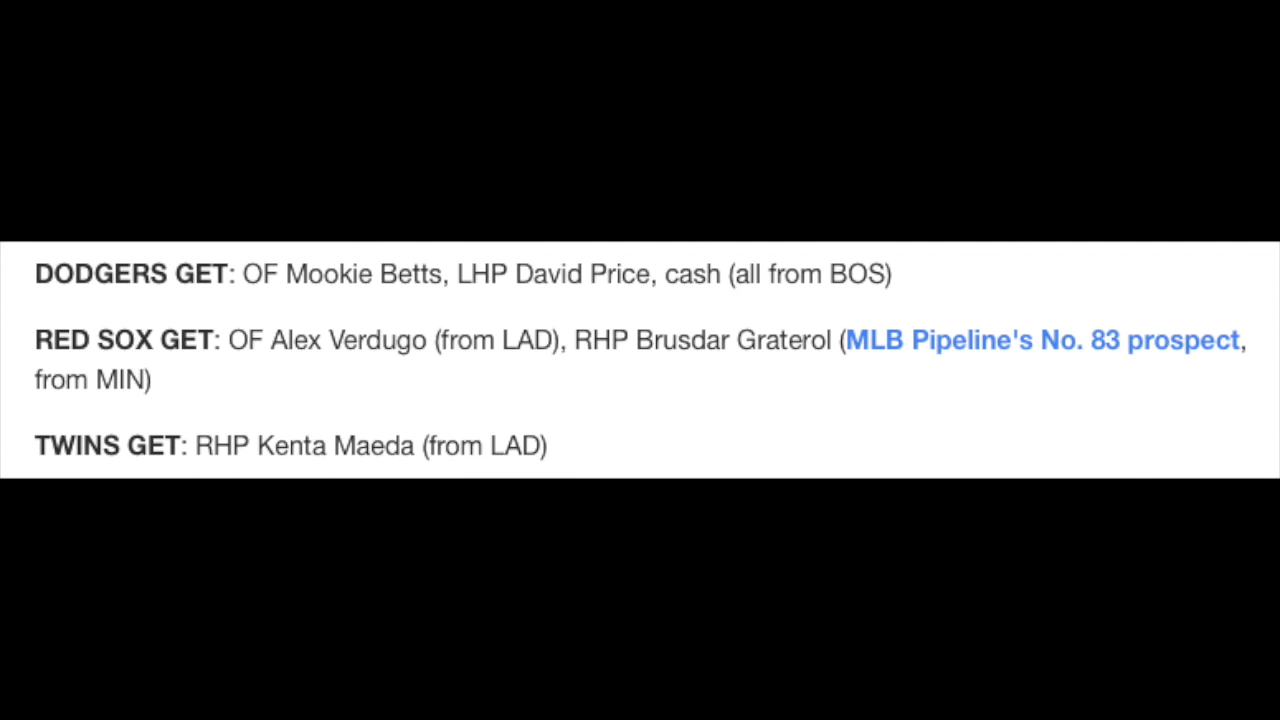 DODGERS GET: OF Mookie Betts, LHP David Price, cash (all from BOS)
RED SOX GET: OF Alex Verdugo (from LAD), RHP Brusdar Graterol (MLB Pipeline's No. 83 prospect,
from MIN)
TWINS GET: RHP Kenta Maeda (from LAD)